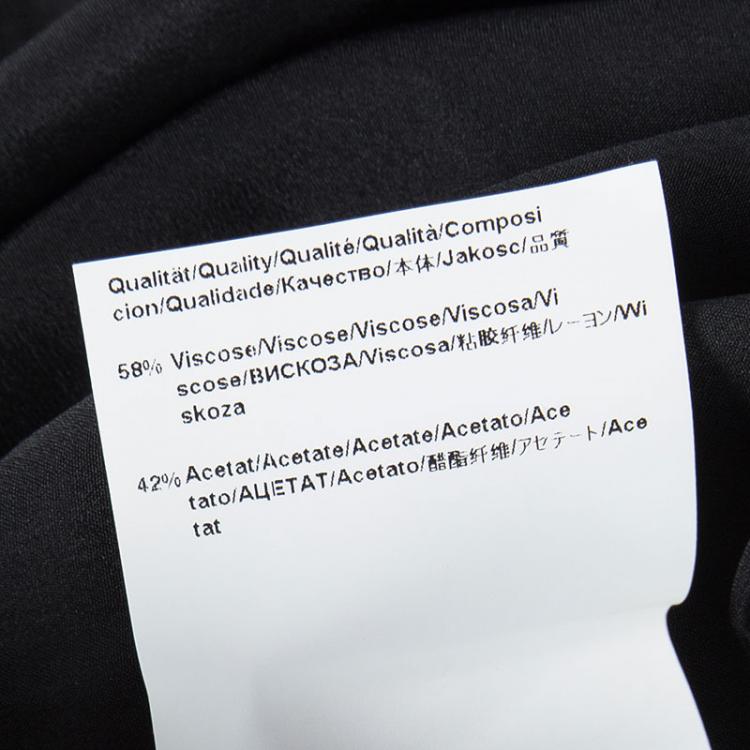 Qualität/Quality/Qualité/Qualità/Composi
cion/Qualidade/Качество/本体/Jakosc/品質
58% Viscose/Viscose/Viscose/Viscosa/Vi
scose/ВИСКОЗА/Viscosa/粘胶纤维/レーヨン/Wi
skoza
42% Acetat/Acetate/Acetate/Acetato/Ace
tato/АЦЕТАТ/Acetato/醋酯纤维/アセテート/Ace
tat